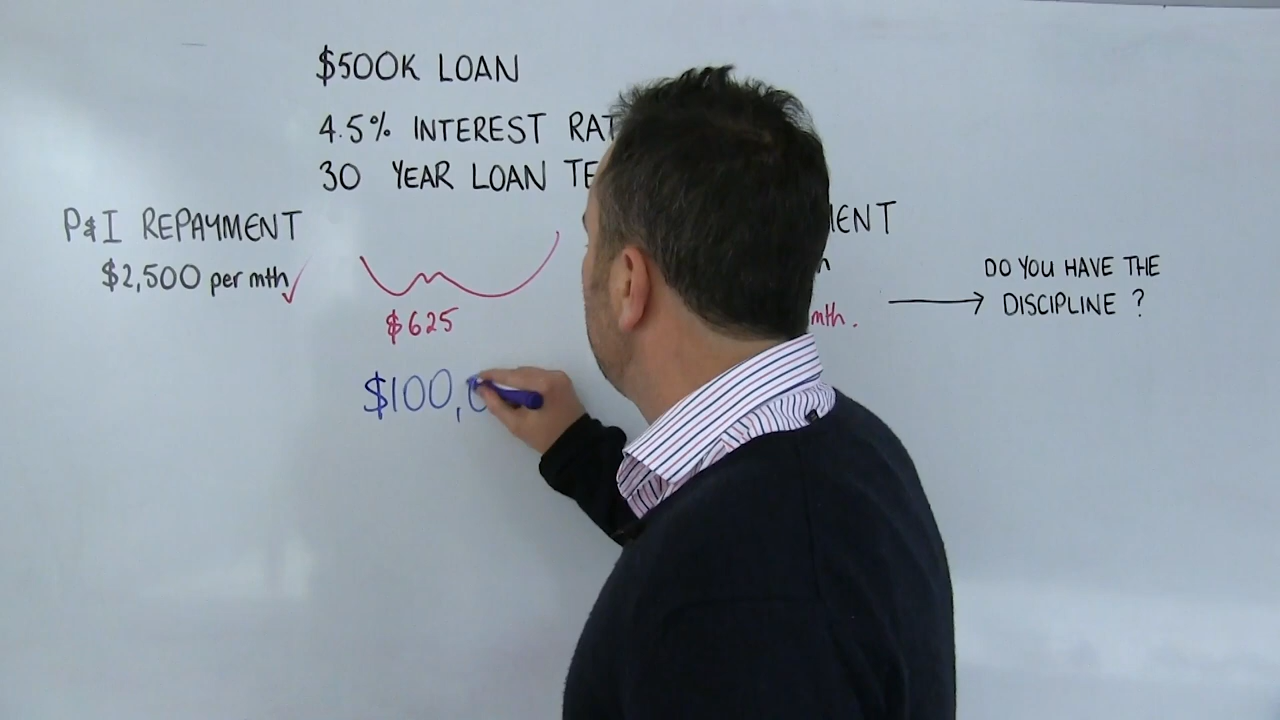 $500K LOAN
4.5% INTEREST RAT
30 YEAR LOAN TE
P&I REPAYMENT
MENT
$2,500 per mth
mth.
DO YOU HAVE THE
DISCIPLINE ?
$625
$100,0